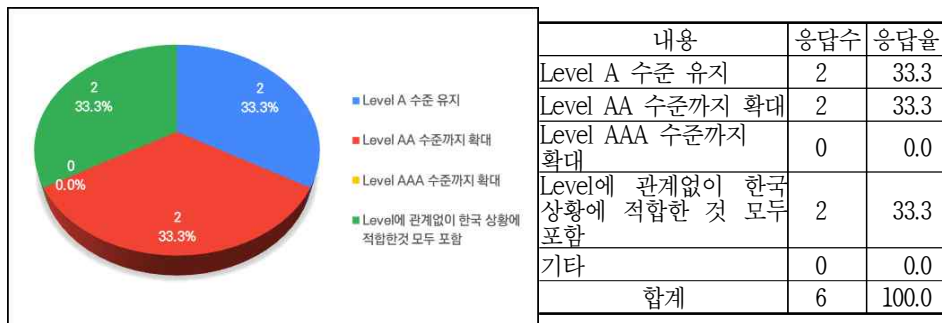 2
33.3%
2
33.3%
0
0.0%
2
33.3%
Level A 수준 유지
Level AA 수준까지 확대
Level AAA 수준까지 확대
Level에 관계없이 한국 상황에
적합한것 모두 포함
내용 응답수 응답율
Level A 수준 유지 2 33.3
Level AA 수준까지 확대 2 33.3
Level AAA 수준까지
확대 0 0.0
Level에 관계없이 한국
상황에 적합한 것 모두 2 33.3
포함
기타 0 0.0
합계 6 100.0